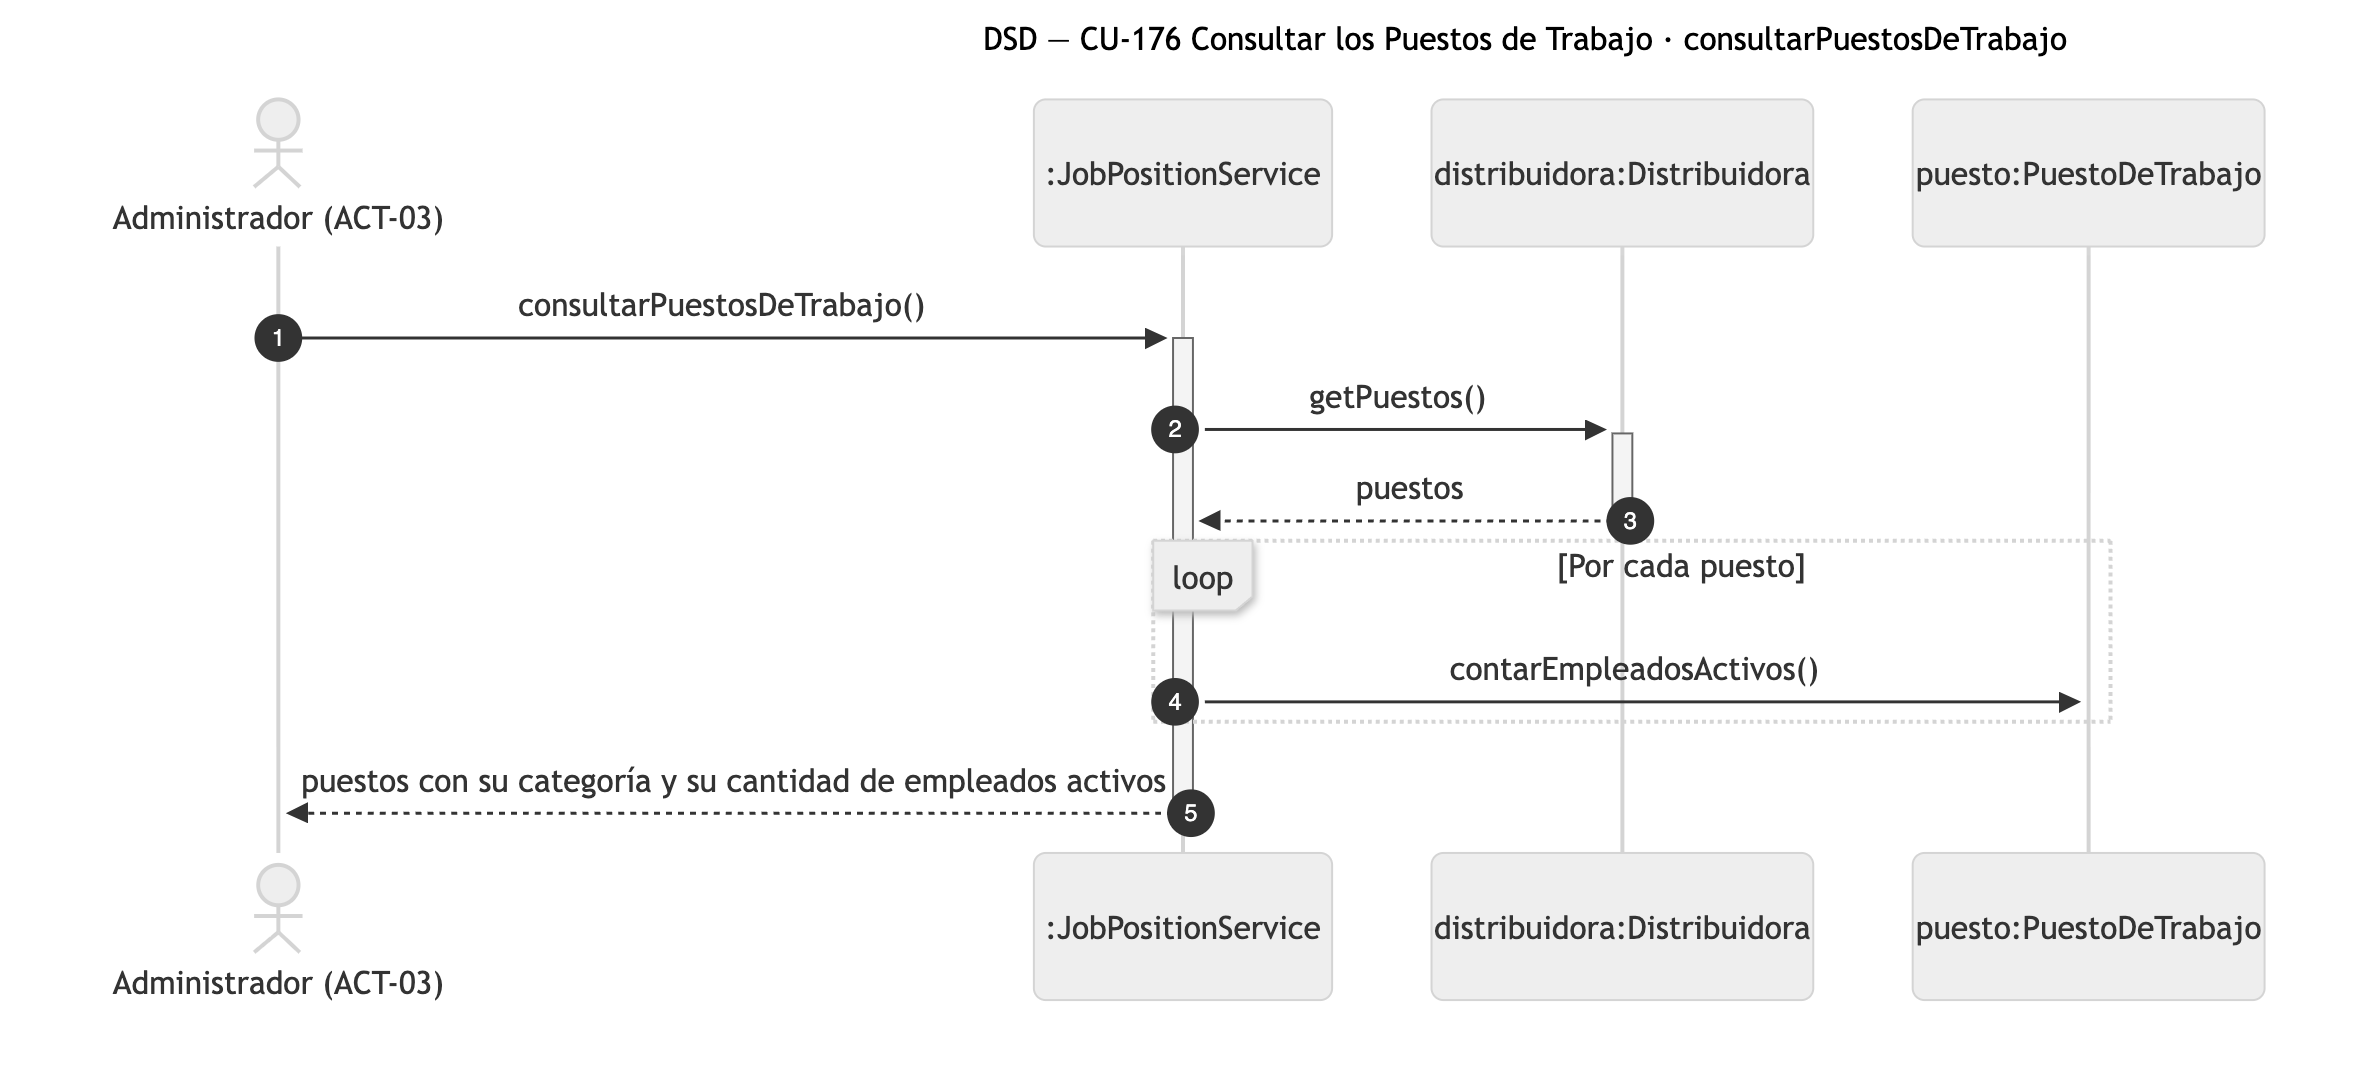 DSD — CU-176 Consultar los Puestos de Trabajo · consultarPuestosDeTrabajo
Administrador (ACT-03)
:JobPositionService
distribuidora:Distribuidora
puesto:PuestoDeTrabajo
consultarPuestosDeTrabajo()
1
getPuestos()
2
puestos
3
loop
[Por cada puesto]
contarEmpleadosActivos()
4
puestos con su categoría y su cantidad de empleados activos
5
Administrador (ACT-03)
:JobPositionService
distribuidora:Distribuidora
puesto:PuestoDeTrabajo